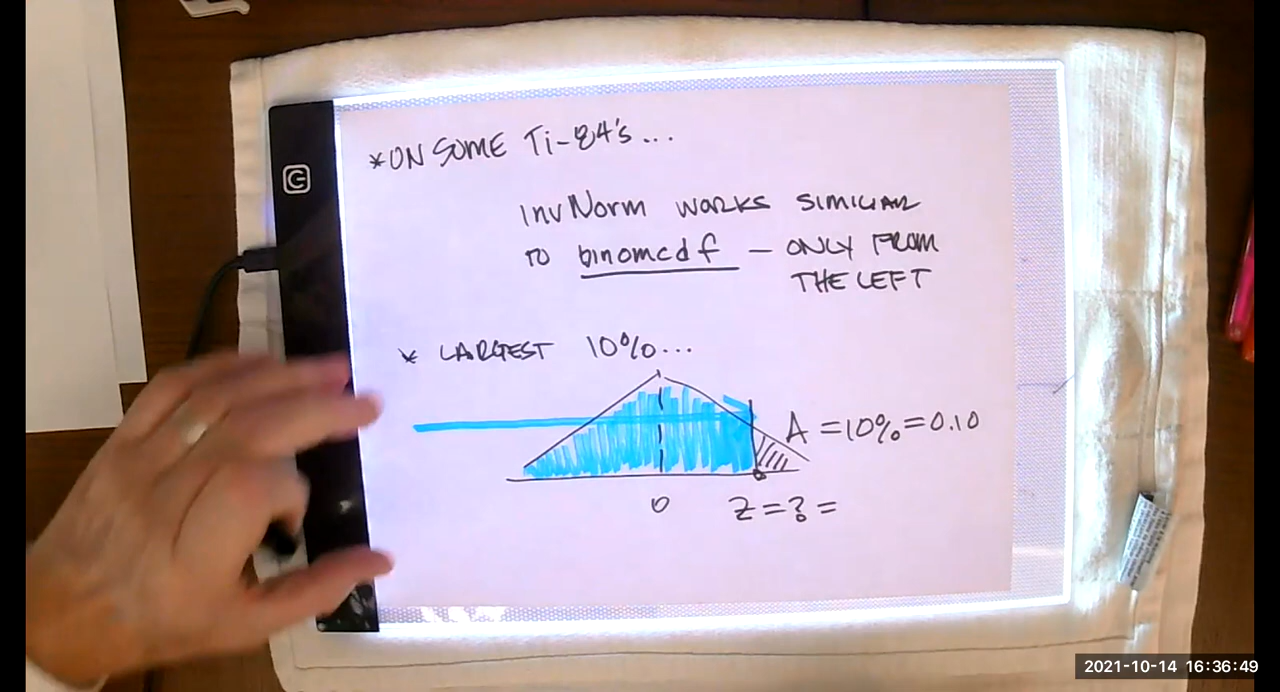 *ON SOME Ti-84's...
invNorm WORKS SIMILIAR
TO binomcdf — ONLY FROM
THE LEFT
* LARGEST 10%...
A = 10% = 0.10
0
Z = ? =
2021-10-14 16:36:49